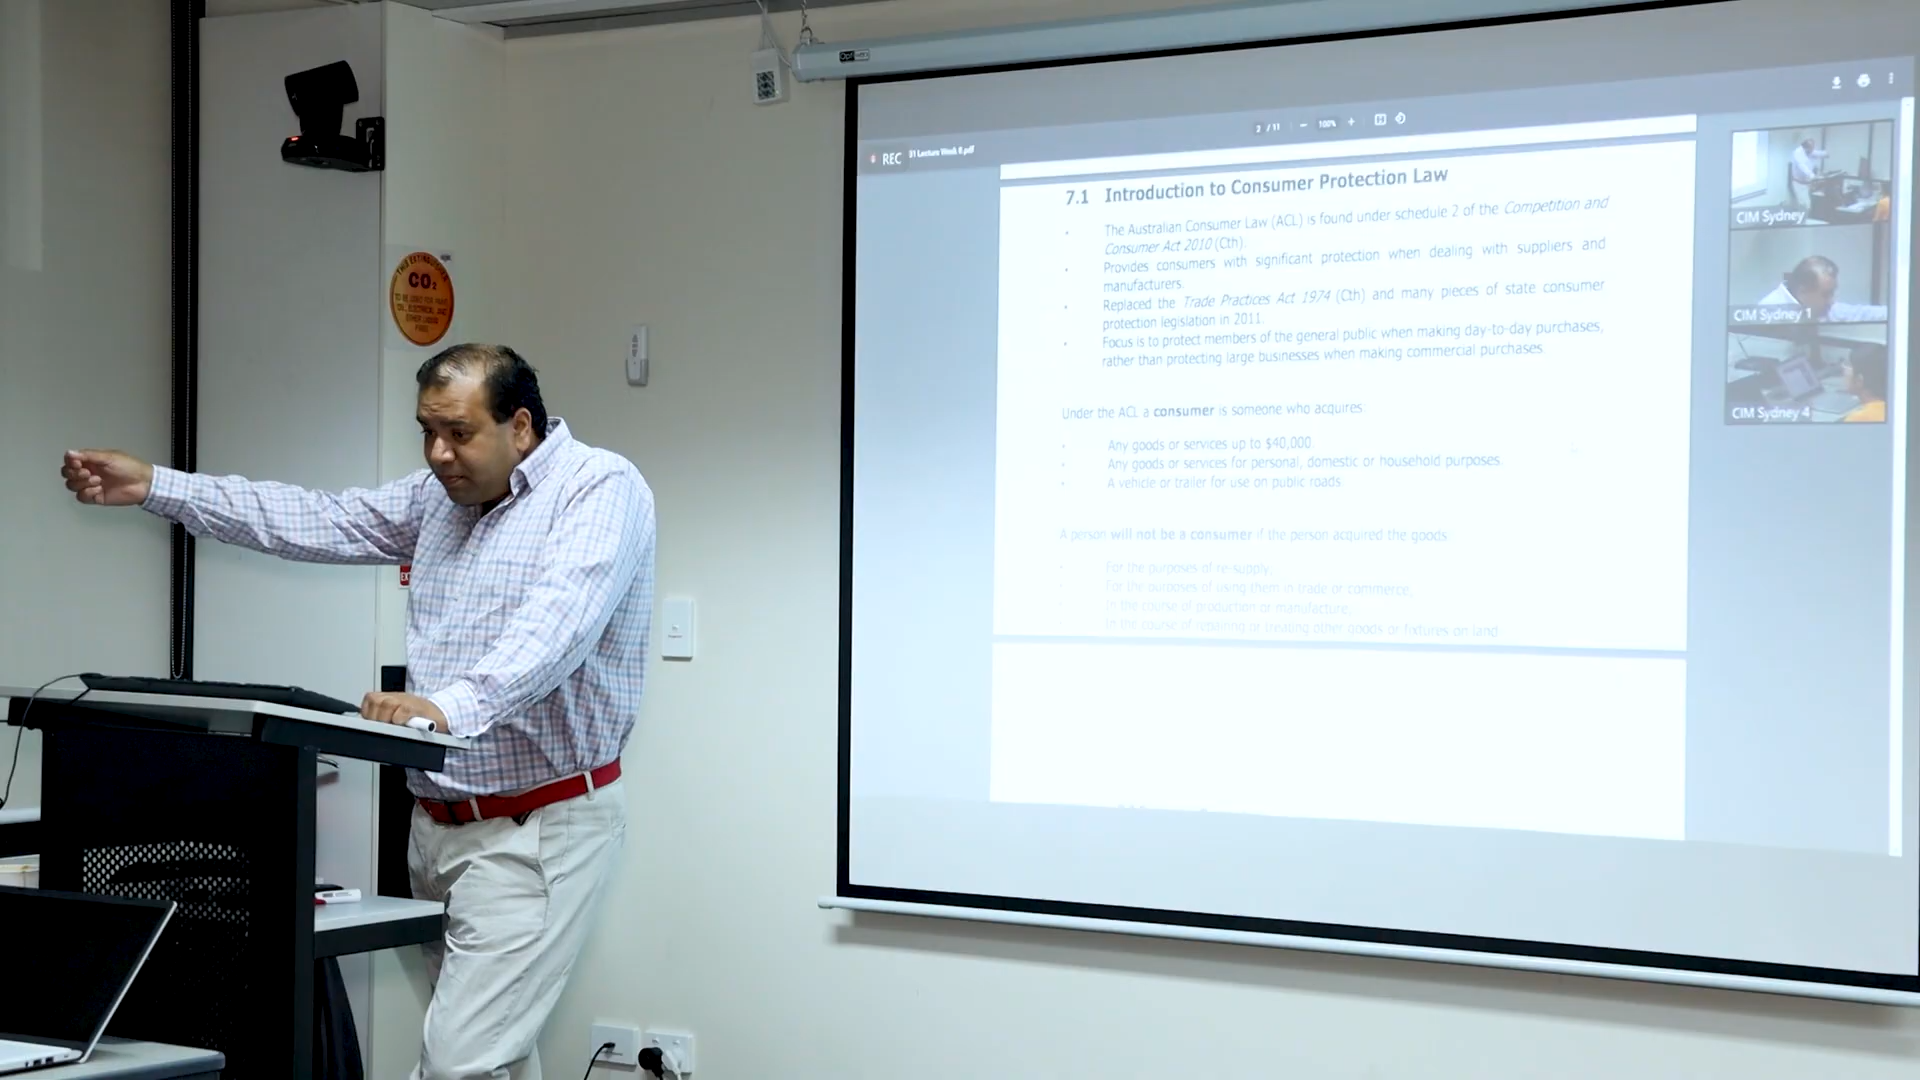 CO2
2 / 11
100%
REC
7.1 Introduction to Consumer Protection Law
The Australian Consumer Law (ACL) is found under schedule 2 of the Competition and
Consumer Act 2010 (Cth).
Provides consumers with significant protection when dealing with suppliers and
manufacturers.
Replaced the Trade Practices Act 1974 (Cth) and many pieces of state consumer
protection legislation in 2011.
Focus is to protect members of the general public when making day-to-day purchases,
rather than protecting large businesses when making commercial purchases.
Under the ACL a consumer is someone who acquires:
Any goods or services up to $40,000.
Any goods or services for personal, domestic or household purposes.
A vehicle or trailer for use on public roads.
A person will not be a consumer if the person acquired the goods
For the purposes of re-supply;
For the purposes of using them in trade or commerce;
In the course of production or manufacture;
In the course of repairing or treating other goods or fixtures on land
CIM Sydney
CIM Sydney 1
CIM Sydney 4